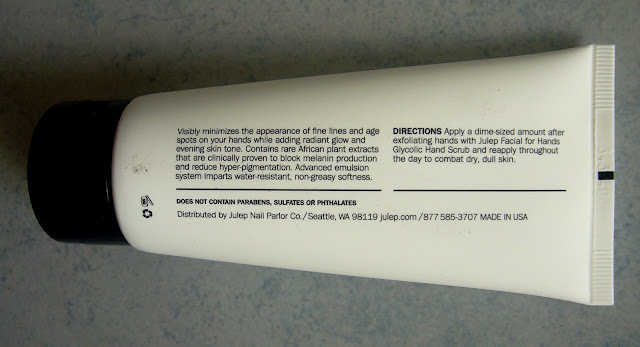 Visibly minimizes the appearance of fine lines and age
spots on your hands while adding radiant glow and
evening skin tone. Contains rare African plant extracts
that are clinically proven to block melanin production
and reduce hyper-pigmentation. Advanced emulsion
system imparts water-resistant, non-greasy softness.
DIRECTIONS Apply a dime-sized amount after
exfoliating hands with Julep Facial for Hands
Glycolic Hand Scrub and reapply throughout
the day to combat dry, dull skin.
DOES NOT CONTAIN PARABENS, SULFATES OR PHTHALATES
Distributed by Julep Nail Parlor Co./Seattle, WA 98119 julep.com/877 585-3707 MADE IN USA